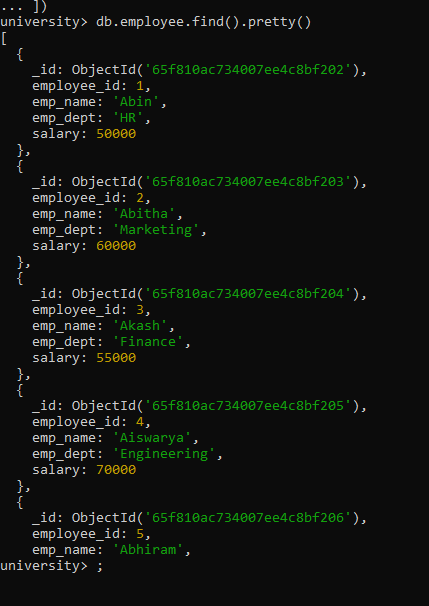 ... ])
university> db.employee.find().pretty()
[
  {
    _id: ObjectId('65f810ac734007ee4c8bf202'),
    employee_id: 1,
    emp_name: 'Abin',
    emp_dept: 'HR',
    salary: 50000
  },
  {
    _id: ObjectId('65f810ac734007ee4c8bf203'),
    employee_id: 2,
    emp_name: 'Abitha',
    emp_dept: 'Marketing',
    salary: 60000
  },
  {
    _id: ObjectId('65f810ac734007ee4c8bf204'),
    employee_id: 3,
    emp_name: 'Akash',
    emp_dept: 'Finance',
    salary: 55000
  },
  {
    _id: ObjectId('65f810ac734007ee4c8bf205'),
    employee_id: 4,
    emp_name: 'Aiswarya',
    emp_dept: 'Engineering',
    salary: 70000
  },
  {
    _id: ObjectId('65f810ac734007ee4c8bf206'),
    employee_id: 5,
    emp_name: 'Abhiram',
university> ;